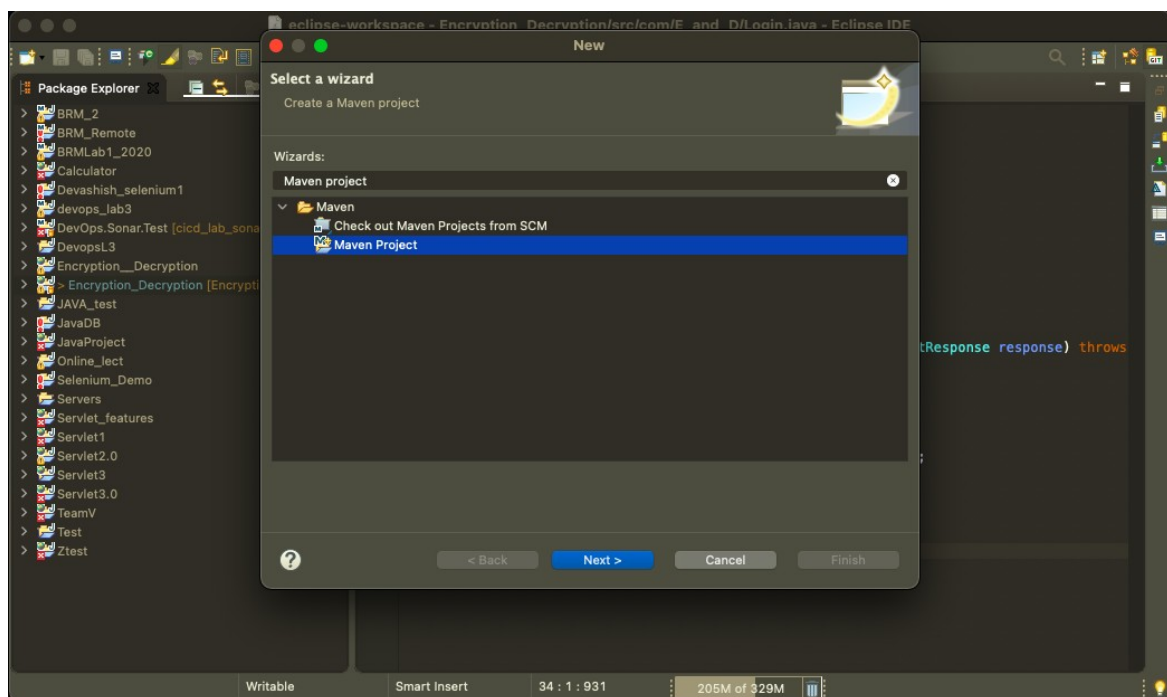 eclipse-workspace - Encryption_Decryption/src/com/E_and_D/Login.java - Eclipse IDE
New
Package Explorer
Select a wizard
Create a Maven project
BRM_2
BRM_Remote
BRMLab1_2020
Calculator
Devashish_selenium1
devops_lab3
DevOps.Sonar.Test [cicd_lab_sona
DevopsL3
Encryption__Decryption
> Encryption_Decryption [Encrypti
JAVA_test
JavaDB
JavaProject
Online_lect
Selenium_Demo
Servers
Servlet_features
Servlet1
Servlet2.0
Servlet3
Servlet3.0
TeamV
Test
Ztest
Wizards:
Maven project
Maven
Check out Maven Projects from SCM
Maven Project
tResponse response) throws
;
?
< Back
Next >
Cancel
Finish
Writable
Smart Insert
34 : 1 : 931
205M of 329M
GIT